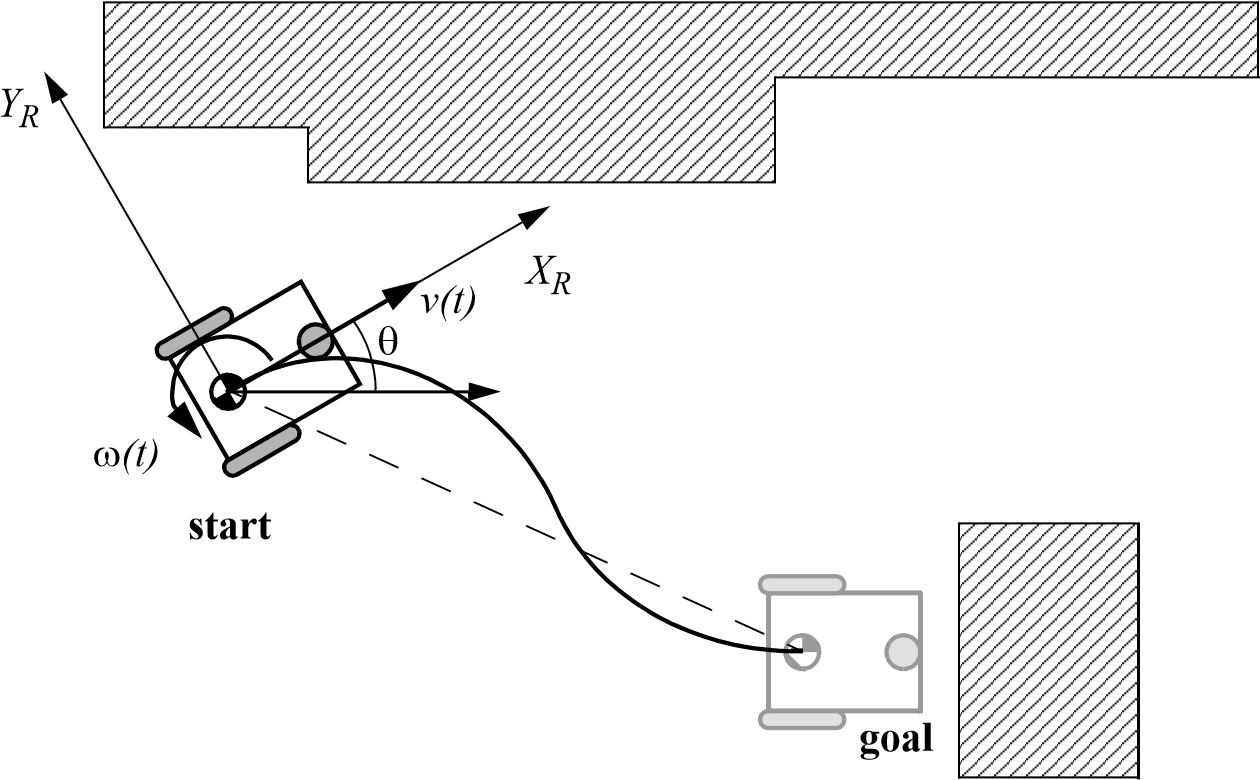 Y_R
X_R
v(t)
θ
ω(t)
start
goal